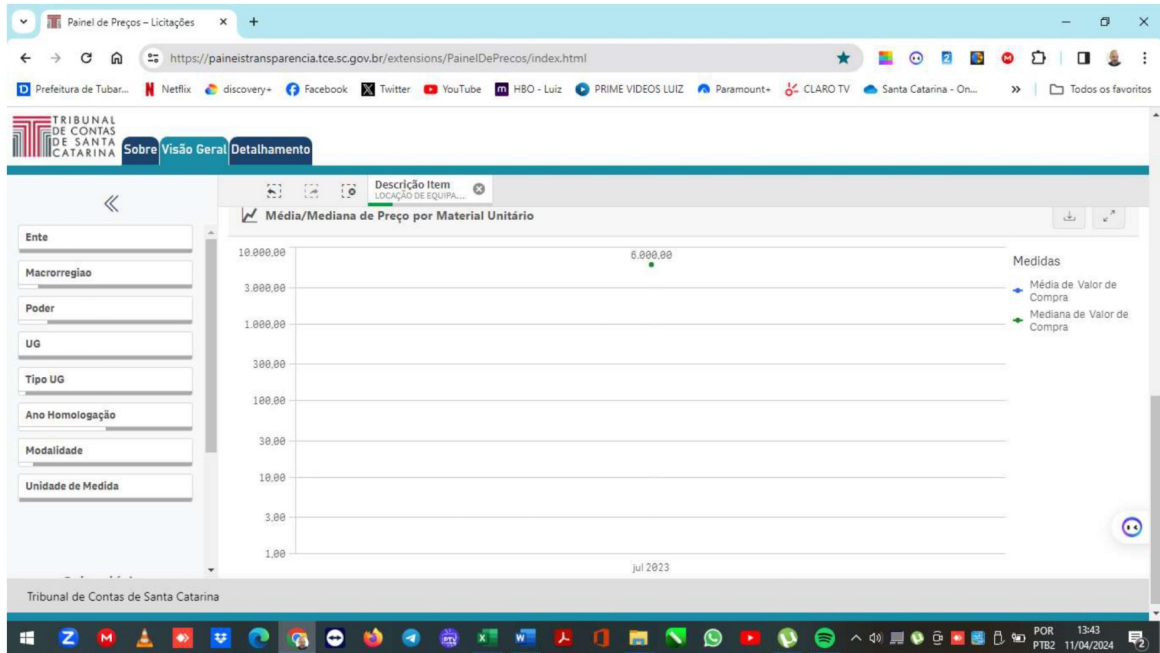 Painel de Preços – Licitações
https://paineistransparencia.tce.sc.gov.br/extensions/PainelDePrecos/index.html
Prefeitura de Tubar...
Netflix
discovery+
Facebook
Twitter
YouTube
HBO - Luiz
PRIME VIDEOS LUIZ
Paramount+
CLARO TV
Santa Catarina - On...
Todos os favoritos
TRIBUNAL
DE CONTAS
DE SANTA
CATARINA
Sobre
Visão Geral
Detalhamento
Descrição Item
LOCAÇÃO DE EQUIPA...
Média/Mediana de Preço por Material Unitário
Ente
Macrorregiao
Poder
UG
Tipo UG
Ano Homologação
Modalidade
Unidade de Medida
10.000,00
3.000,00
1.000,00
300,00
100,00
30,00
10,00
3,00
1,00
6.000,00
jul 2023
Medidas
Média de Valor de
Compra
Mediana de Valor de
Compra
Tribunal de Contas de Santa Catarina
POR
PTB2
13:43
11/04/2024